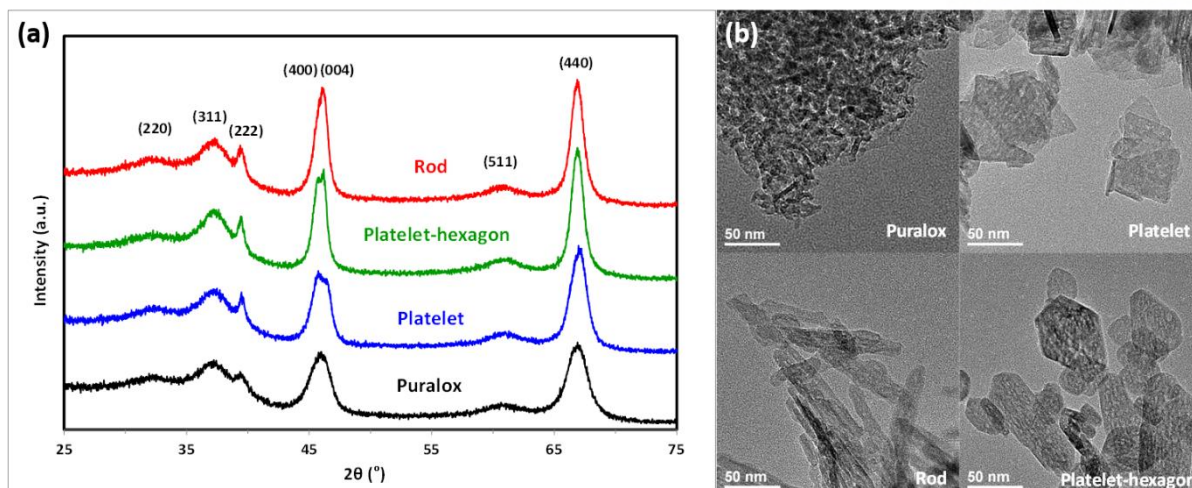 (a)
(220)
(311)
(222)
(400) (004)
(511)
(440)
Rod
Platelet-hexagon
Platelet
Puralox
Intensity (a.u.)
25 35 45 55 65 75
2θ (°)
(b)
Puralox
50 nm
Platelet
50 nm
Rod
50 nm
Platelet-hexagon
50 nm